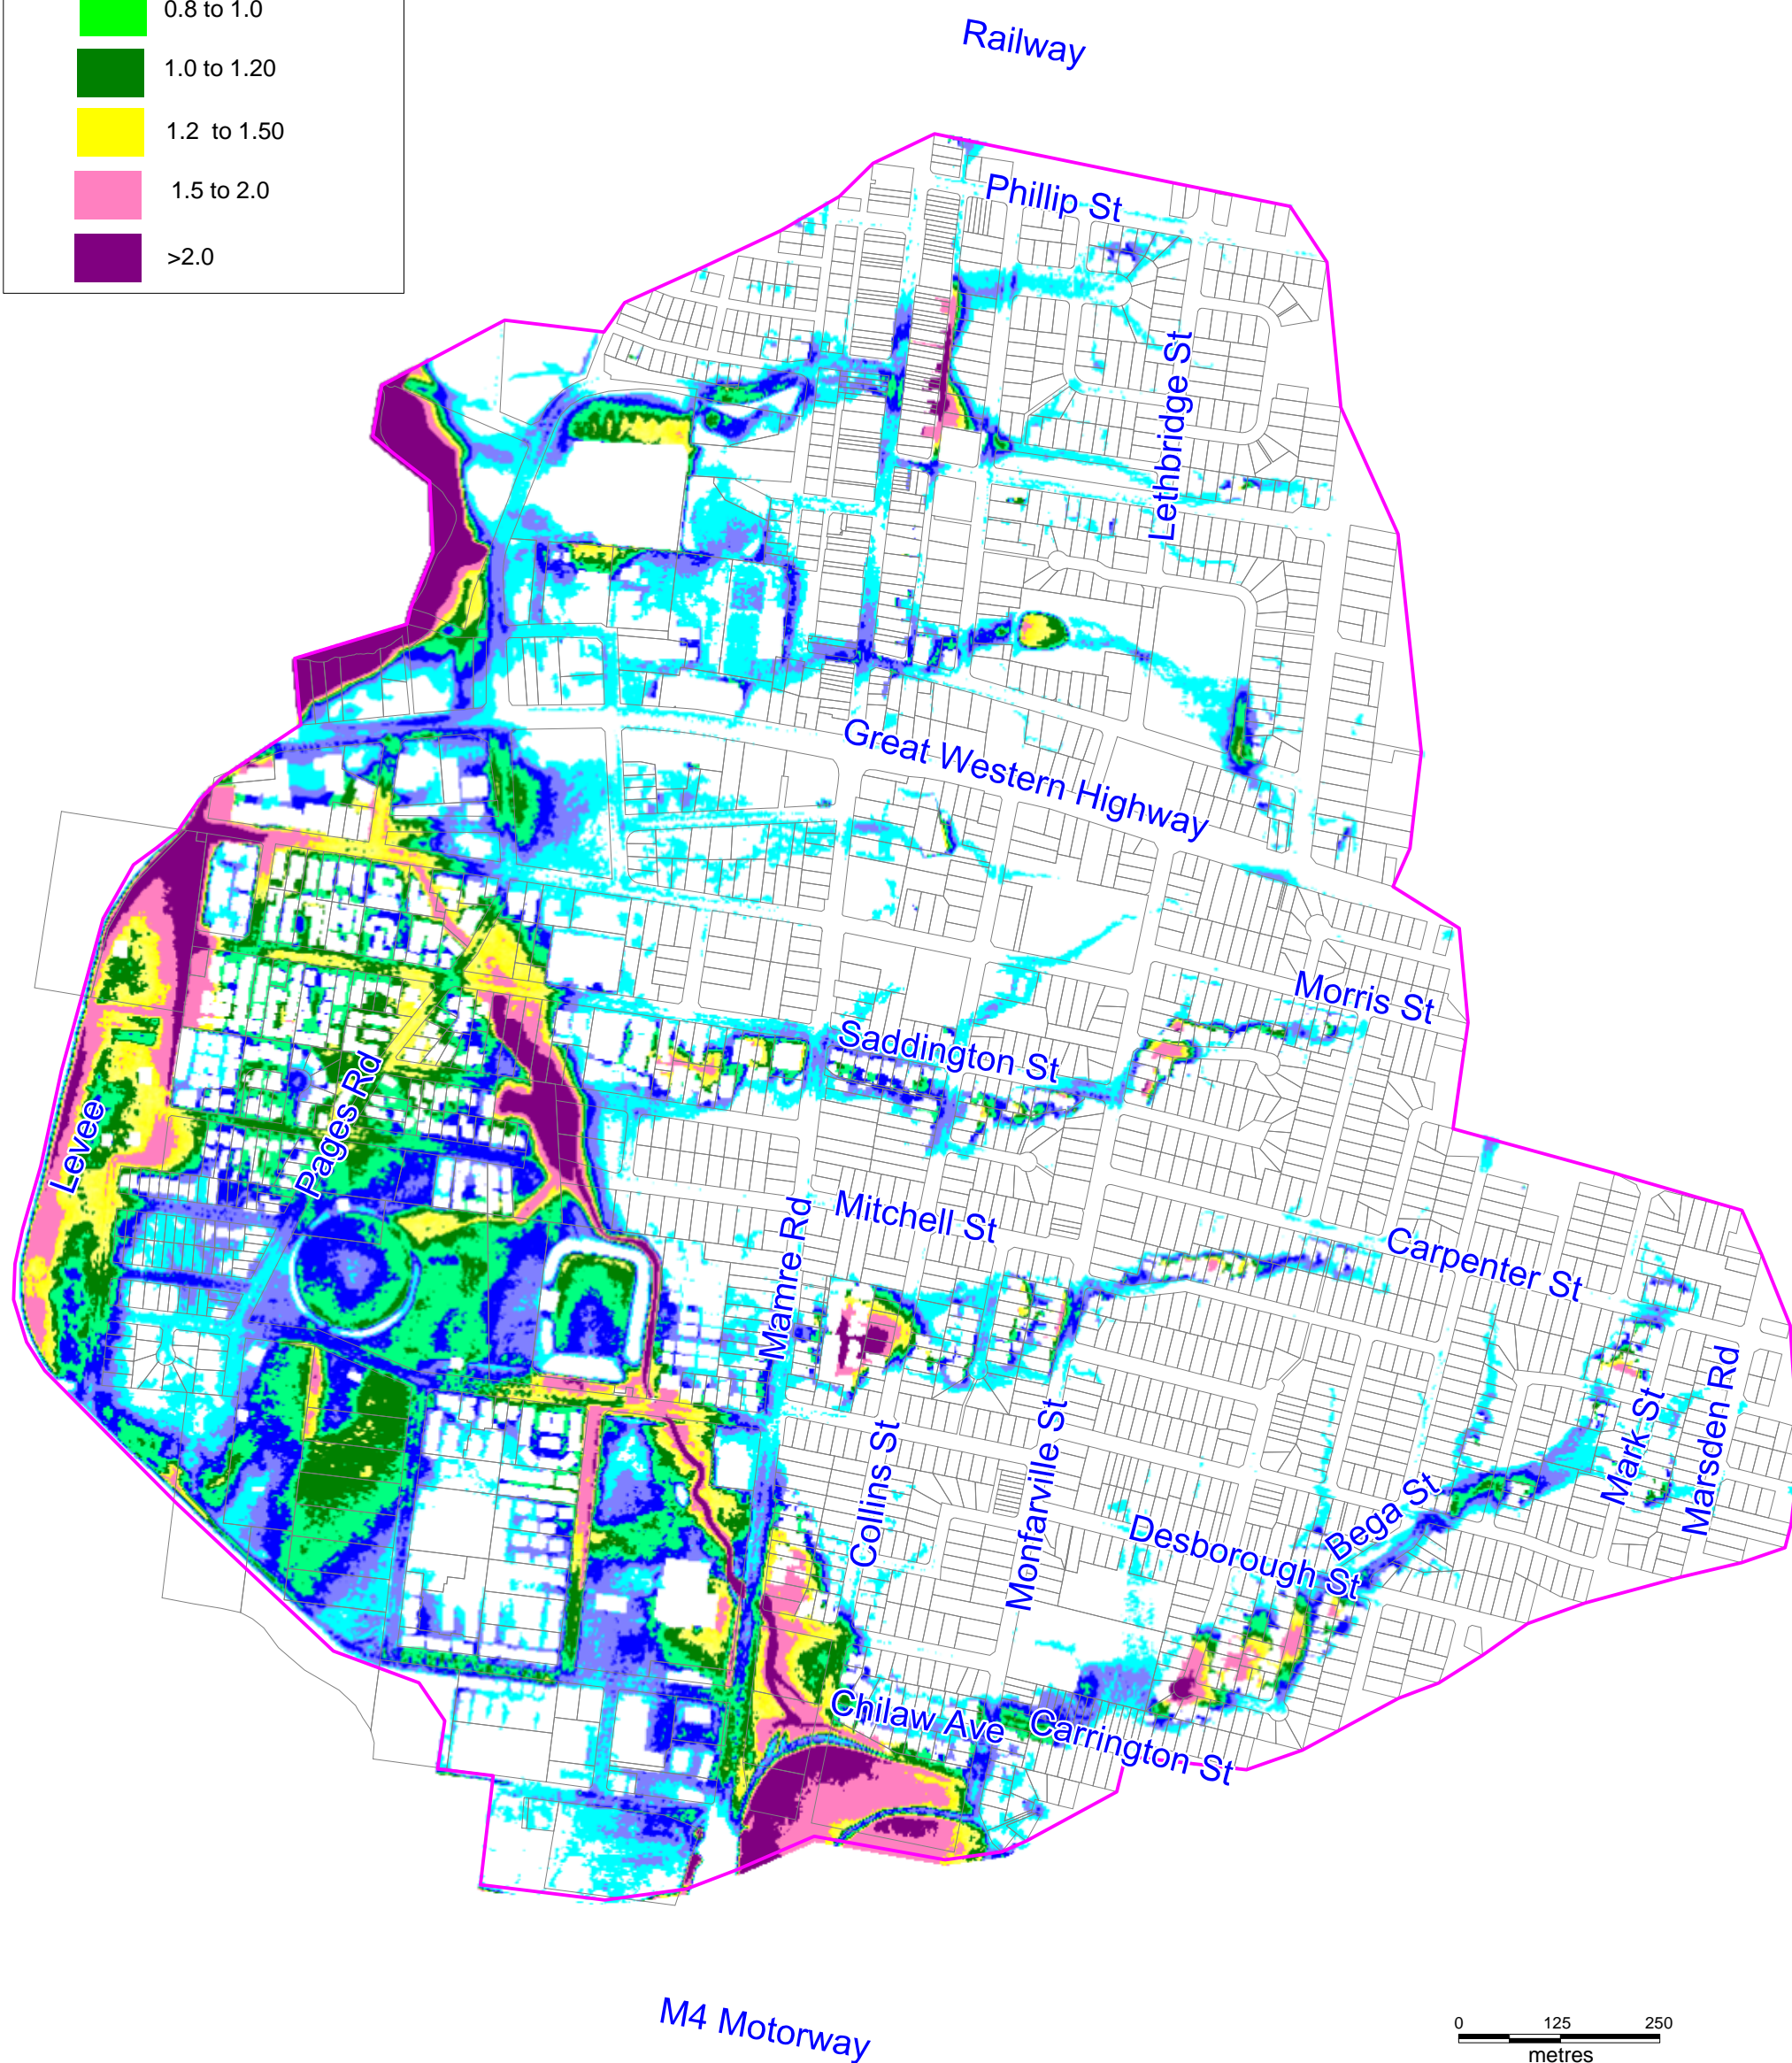 0.8 to 1.0
1.0 to 1.20
1.2 to 1.50
1.5 to 2.0
>2.0
Railway
Phillip St
Lethbridge St
Great Western Highway
Morris St
Saddington St
Pages Rd
Levee
Mitchell St
Mamre Rd
Carpenter St
Mark St
Marsden Rd
Collins St
Monfarville St
Bega St
Desborough St
Chilaw Ave
Carrington St
M4 Motorway
0 125 250
metres